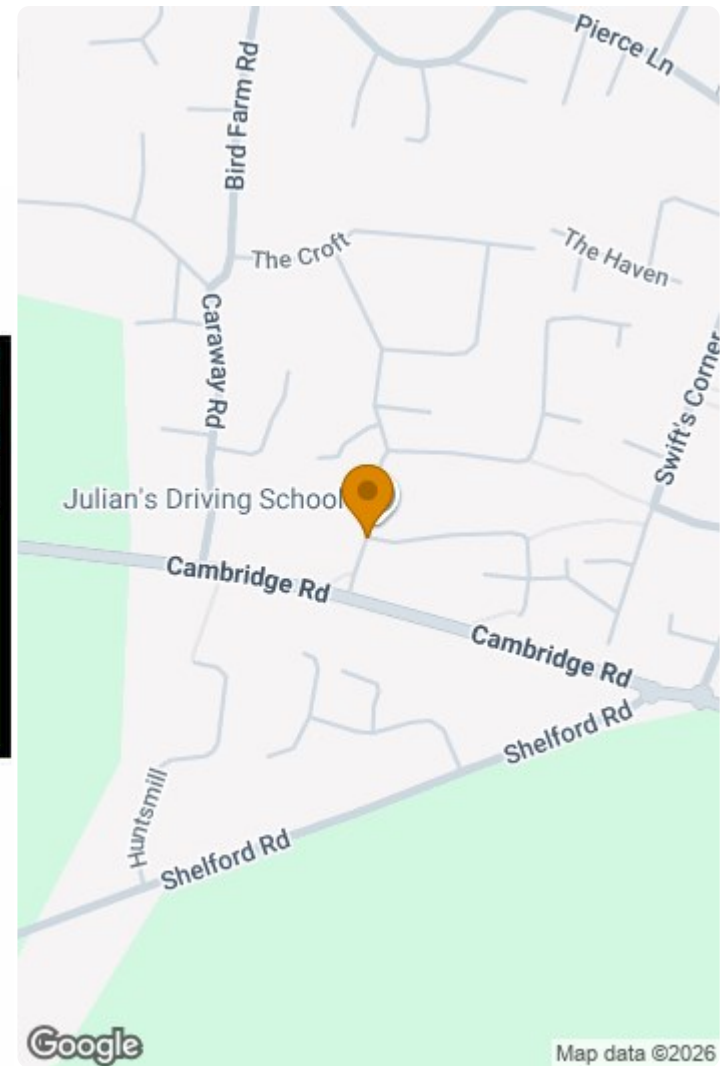 Pierce Ln
Bird Farm Rd
The Croft
The Haven
Caraway Rd
Swift's Corner
Julian's Driving School
Cambridge Rd
Cambridge Rd
Shelford Rd
Huntsmill
Shelford Rd
Google
Map data ©2026